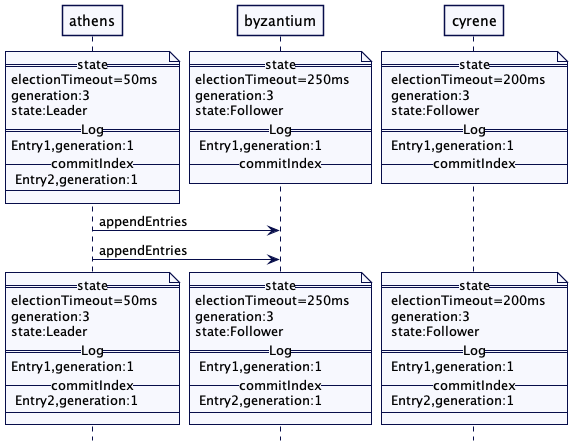 athens
byzantium
cyrene
state
electionTimeout=50ms
generation:3
state:Leader
Log
Entry1,generation:1
commitIndex
Entry2,generation:1
state
electionTimeout=250ms
generation:3
state:Follower
Log
Entry1,generation:1
commitIndex
state
electionTimeout=200ms
generation:3
state:Follower
Log
Entry1,generation:1
commitIndex
appendEntries
appendEntries
state
electionTimeout=50ms
generation:3
state:Leader
Log
Entry1,generation:1
commitIndex
Entry2,generation:1
state
electionTimeout=250ms
generation:3
state:Follower
Log
Entry1,generation:1
commitIndex
Entry2,generation:1
state
electionTimeout=200ms
generation:3
state:Follower
Log
Entry1,generation:1
commitIndex
Entry2,generation:1